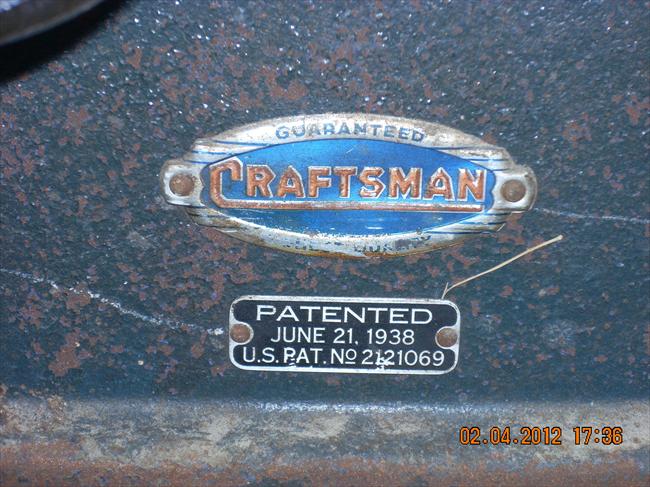 GUARANTEED
CRAFTSMAN
PATENTED
JUNE 21, 1938
U.S. PAT. No 2121069
02.04.2012 17:36